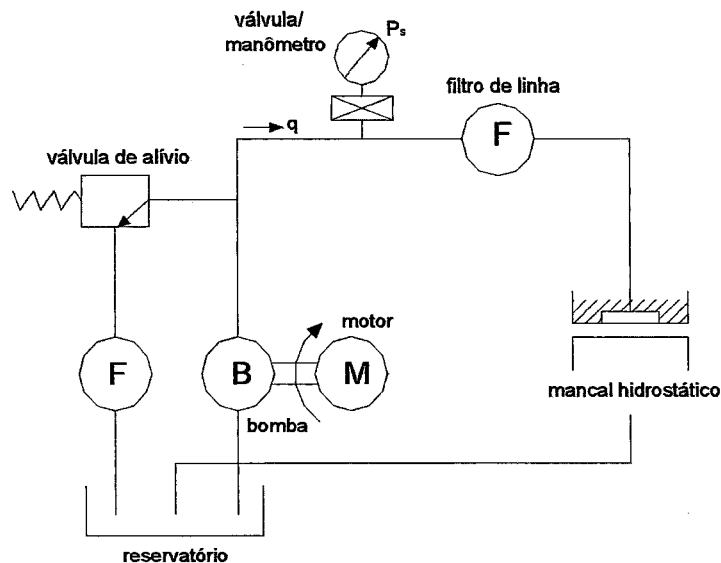 válvula/
manômetro
Ps
filtro de linha
q
F
válvula de alívio
motor
F
B
M
bomba
mancal hidrostático
reservatório